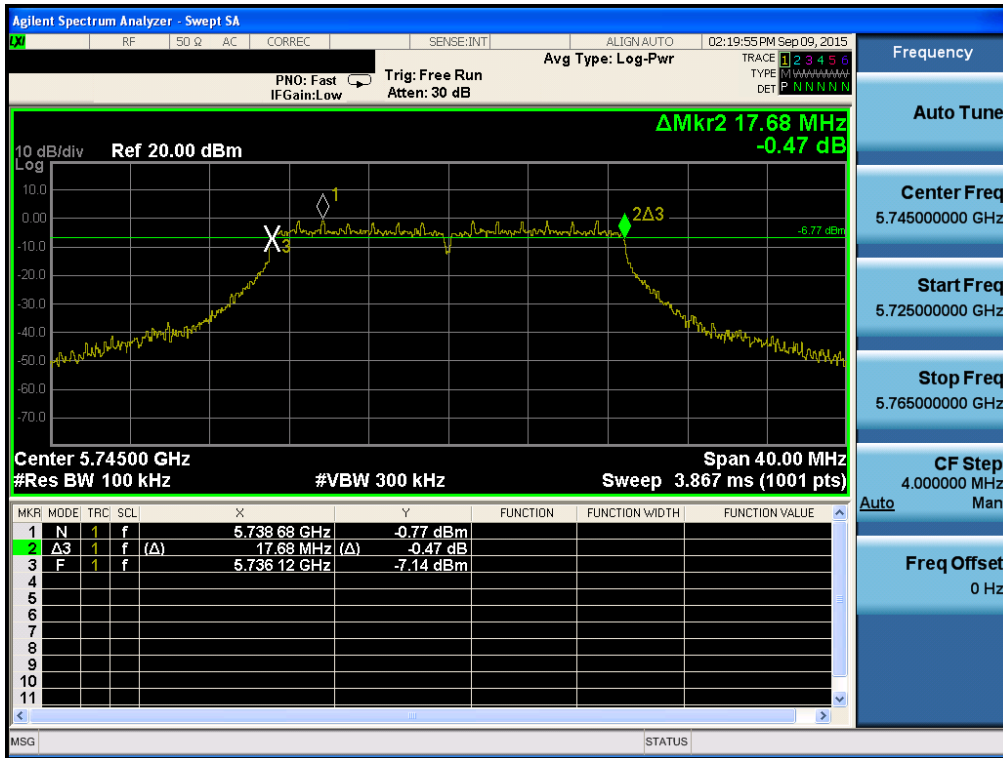 Agilent Spectrum Analyzer - Swept SA
LXI RF 50 Ω AC CORREC SENSE:INT ALIGN AUTO 02:19:55 PM Sep 09, 2015
Avg Type: Log-Pwr
TRACE 1 2 3 4 5 6
TYPE M
DET P N N N N N
PNO: Fast Trig: Free Run
IFGain:Low Atten: 30 dB
ΔMkr2 17.68 MHz
-0.47 dB
10 dB/div Ref 20.00 dBm
Log
10.0
0.00
-10.0
-20.0
-30.0
-40.0
-50.0
-60.0
-70.0
1
2Δ3
3
-6.77 dBm
Center 5.74500 GHz Span 40.00 MHz
#Res BW 100 kHz #VBW 300 kHz Sweep 3.867 ms (1001 pts)
MKR MODE TRC SCL X Y FUNCTION FUNCTION WIDTH FUNCTION VALUE
1 N 1 f 5.738 68 GHz -0.77 dBm
2 Δ3 1 f (Δ) 17.68 MHz (Δ) -0.47 dB
3 F 1 f 5.736 12 GHz -7.14 dBm
4
5
6
7
8
9
10
11
MSG STATUS
Frequency
Auto Tune
Center Freq
5.745000000 GHz
Start Freq
5.725000000 GHz
Stop Freq
5.765000000 GHz
CF Step
4.000000 MHz
Auto Man
Freq Offset
0 Hz